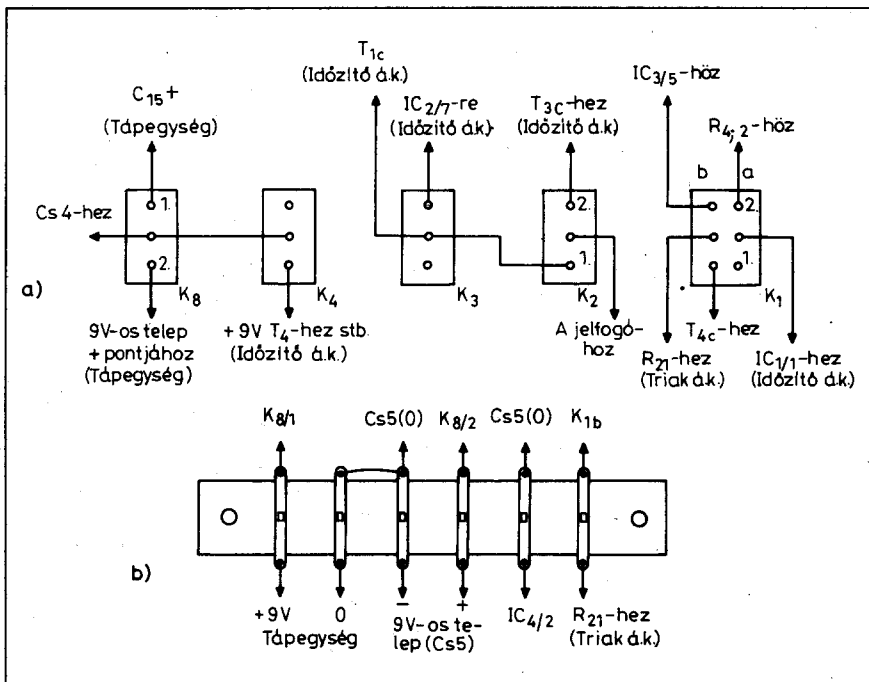 T1c
(Időzítő á.k.)
C15+
(Tápegység)
IC2/7-re
(Időzítő á.k.)
T3C-hez
(Időzítő á.k.)
IC3/5-höz
R4;2-höz
b
a
1.
2.
2.
1.
2.
1.
Cs 4-hez
a)
K8
K4
K3
K2
K1
9V-os telep
+ pontjához
(Tápegység)
+9V T4-hez stb.
(Időzítő á.k.)
A jelfogó-
hoz
T4c-hez
R21-hez
(Triak á.k.)
IC1/1-hez
(Időzítő á.k.)
K8/1
Cs5(0)
K8/2
Cs5(0)
K1b
b)
+9V
0
Tápegység
−
+
9V-os te-
lep (Cs5)
IC4/2
R21-hez
(Triak á.k.)